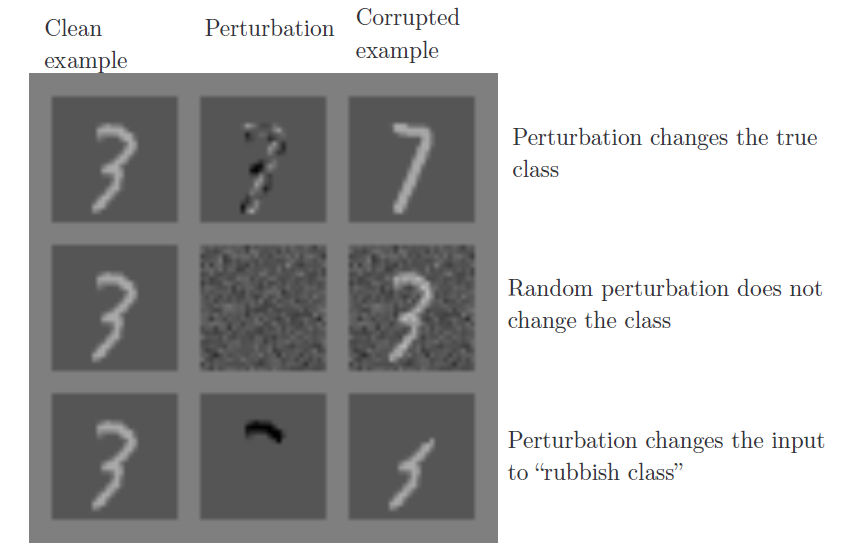 Clean
example
Perturbation
Corrupted
example
Perturbation changes the true
class
Random perturbation does not
change the class
Perturbation changes the input
to “rubbish class”